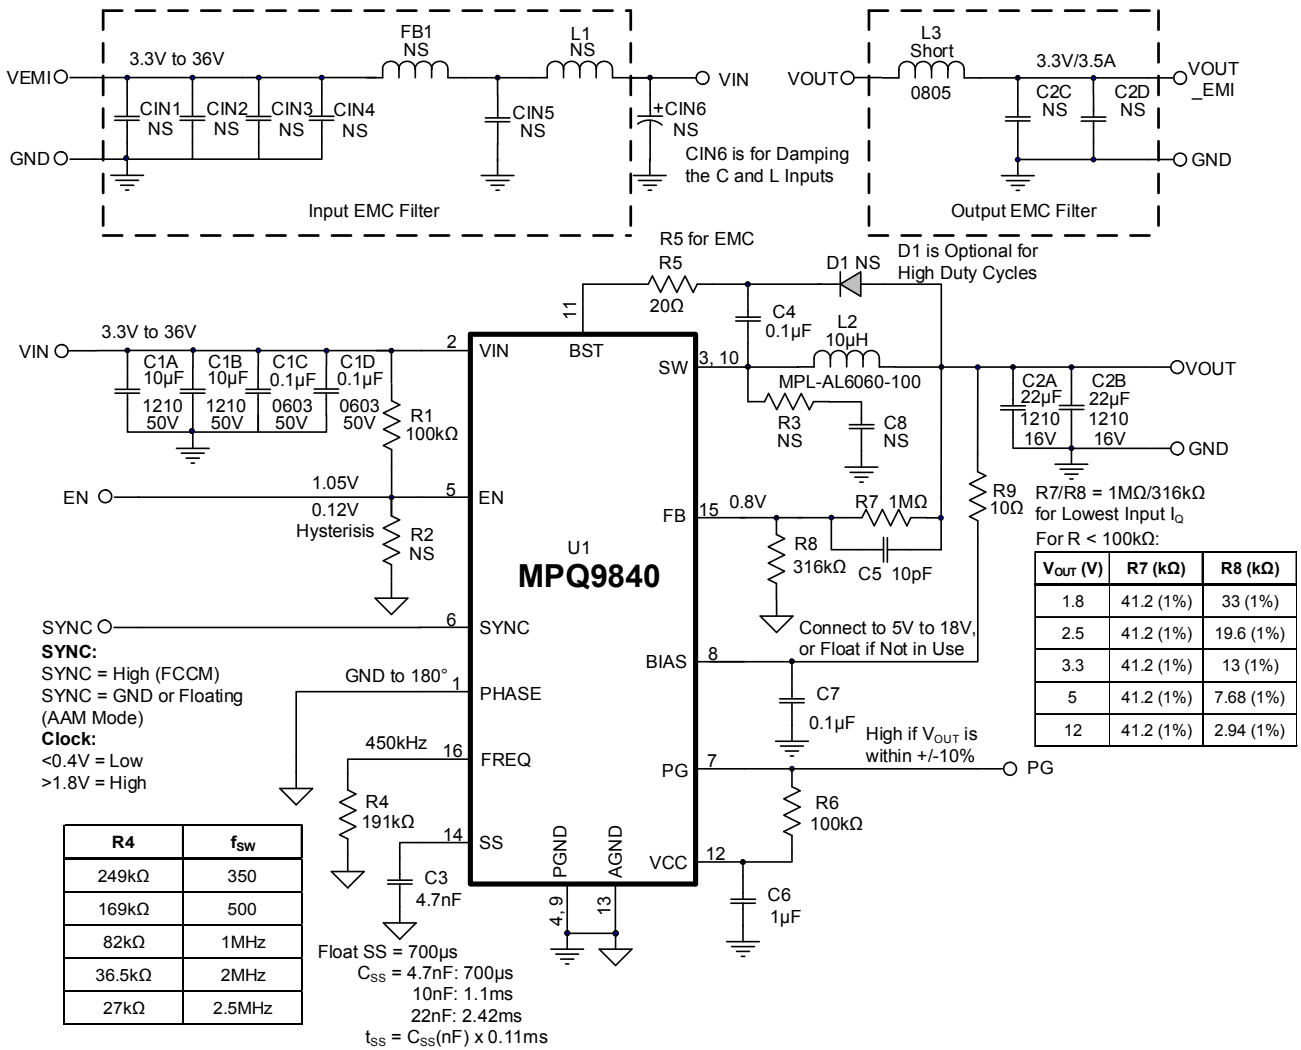 FB1
NS
L1
NS
3.3V to 36V
VEMI
VIN
CIN1
NS
CIN2
NS
CIN3
NS
CIN4
NS
CIN5
NS
+
CIN6
NS
GND
CIN6 is for Damping
the C and L Inputs
Input EMC Filter
L3
Short
0805
3.3V/3.5A
VOUT
VOUT
_EMI
C2C
NS
C2D
NS
GND
Output EMC Filter
R5 for EMC
R5
20Ω
D1 NS
D1 is Optional for
High Duty Cycles
11
C4
0.1µF
3.3V to 36V
VIN
2
VIN
BST
SW
3, 10
L2
10µH
MPL-AL6060-100
VOUT
C1A
10µF
1210
50V
C1B
10µF
1210
50V
C1C
0.1µF
0603
50V
C1D
0.1µF
0603
50V
R1
100kΩ
R3
NS
C8
NS
C2A
22µF
1210
16V
C2B
22µF
1210
16V
GND
EN
1.05V
0.12V
Hysterisis
5
EN
R2
NS
FB
15
0.8V
R7 1MΩ
C5 10pF
R8
316kΩ
R9
10Ω
R7/R8 = 1MΩ/316kΩ
for Lowest Input IQ
For R < 100kΩ:
VOUT (V) R7 (kΩ) R8 (kΩ)
1.8 41.2 (1%) 33 (1%)
2.5 41.2 (1%) 19.6 (1%)
3.3 41.2 (1%) 13 (1%)
5 41.2 (1%) 7.68 (1%)
12 41.2 (1%) 2.94 (1%)
U1
MPQ9840
SYNC
6
SYNC
SYNC:
SYNC = High (FCCM)
SYNC = GND or Floating
(AAM Mode)
Clock:
<0.4V = Low
>1.8V = High
Connect to 5V to 18V,
or Float if Not in Use
BIAS
8
C7
0.1µF
GND to 180°
1
PHASE
450kHz
16
FREQ
R4
191kΩ
High if VOUT is
within +/-10%
PG
7
PG
R6
100kΩ
14
SS
C3
4.7nF
PGND
AGND
4, 9
13
VCC
12
C6
1µF
R4 fSW
249kΩ 350
169kΩ 500
82kΩ 1MHz
36.5kΩ 2MHz
27kΩ 2.5MHz
Float SS = 700µs
CSS = 4.7nF: 700µs
10nF: 1.1ms
22nF: 2.42ms
tSS = CSS(nF) x 0.11ms